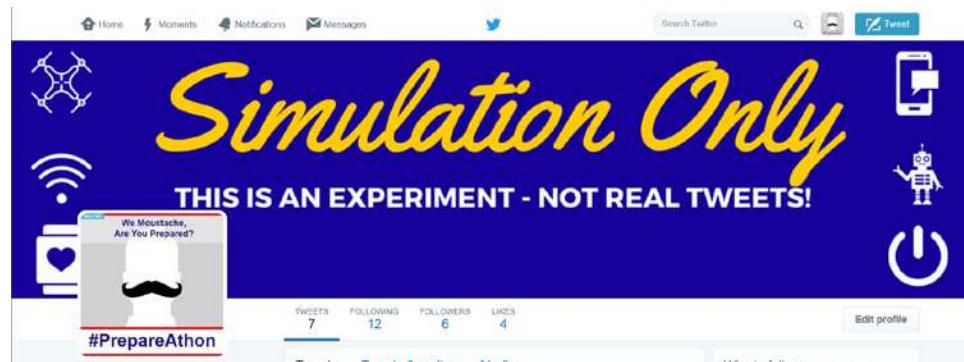 Home Moments Notifications Messages Search Twitter Tweet
Simulation Only
THIS IS AN EXPERIMENT - NOT REAL TWEETS!
We Moustache,
Are You Prepared?
#PrepareAthon
TWEETS FOLLOWING FOLLOWERS LIKES
7 12 6 4
Edit profile